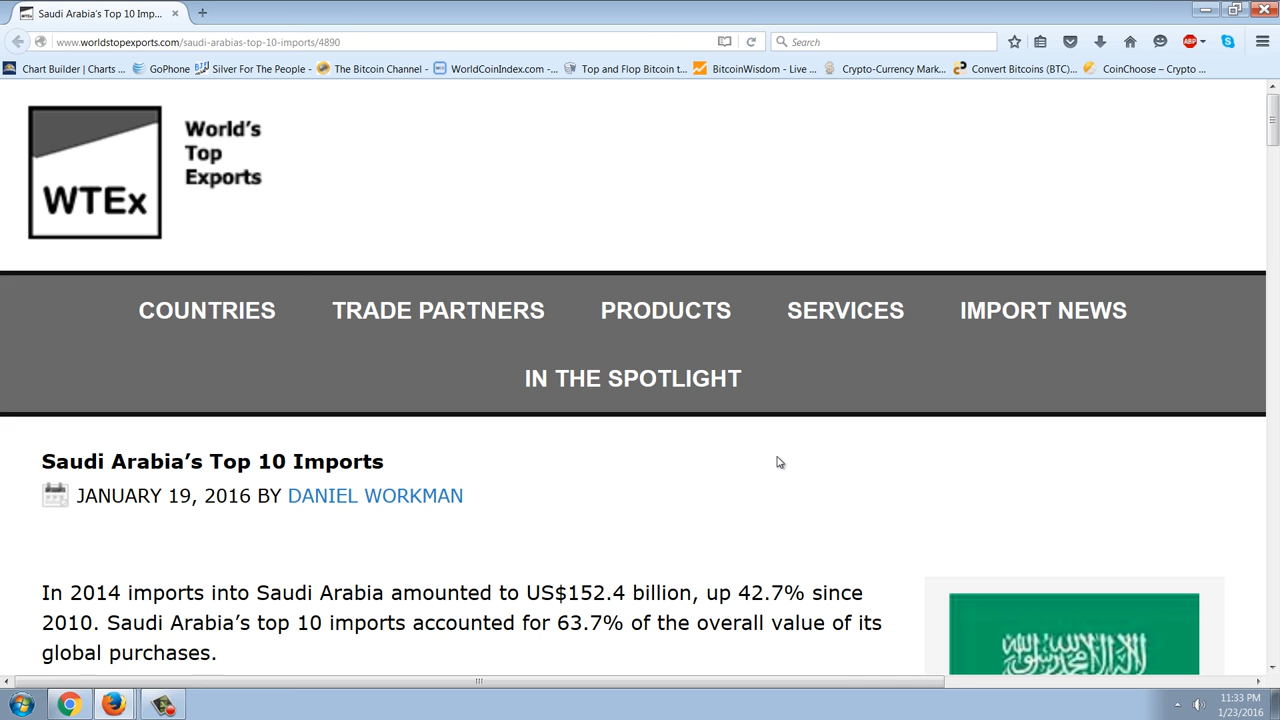 Saudi Arabia's Top 10 Imp...
www.worldstopexports.com/saudi-arabias-top-10-imports/4890
Search
ABP
Chart Builder | Charts ...
GoPhone
Silver For The People -
The Bitcoin Channel -
WorldCoinIndex.com -...
Top and Flop Bitcoin t...
BitcoinWisdom - Live ...
Crypto-Currency Mark...
Convert Bitcoins (BTC)...
CoinChoose – Crypto ...
WTEx
World's
Top
Exports
COUNTRIES TRADE PARTNERS PRODUCTS SERVICES IMPORT NEWS
IN THE SPOTLIGHT
Saudi Arabia’s Top 10 Imports
JANUARY 19, 2016 BY DANIEL WORKMAN
In 2014 imports into Saudi Arabia amounted to US$152.4 billion, up 42.7% since
2010. Saudi Arabia’s top 10 imports accounted for 63.7% of the overall value of its
global purchases.
11:33 PM
1/23/2016